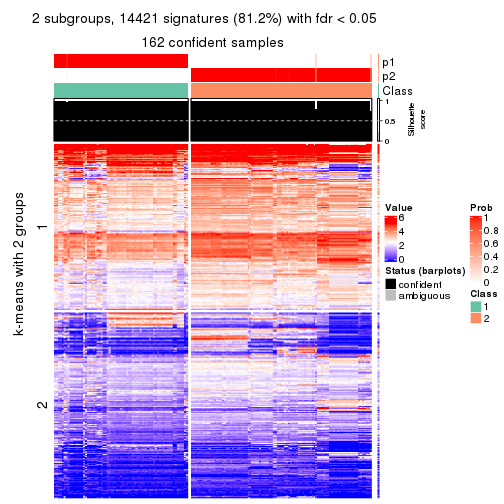 2 subgroups, 14421 signatures (81.2%) with fdr < 0.05
162 confident samples
p1
p2
Class
1
0.5
0
Silhouette
score
k-means with 2 groups
1
2
Value
6
4
2
0
Status (barplots)
confident
ambiguous
Prob
1
0.8
0.6
0.4
0.2
0
Class
1
2